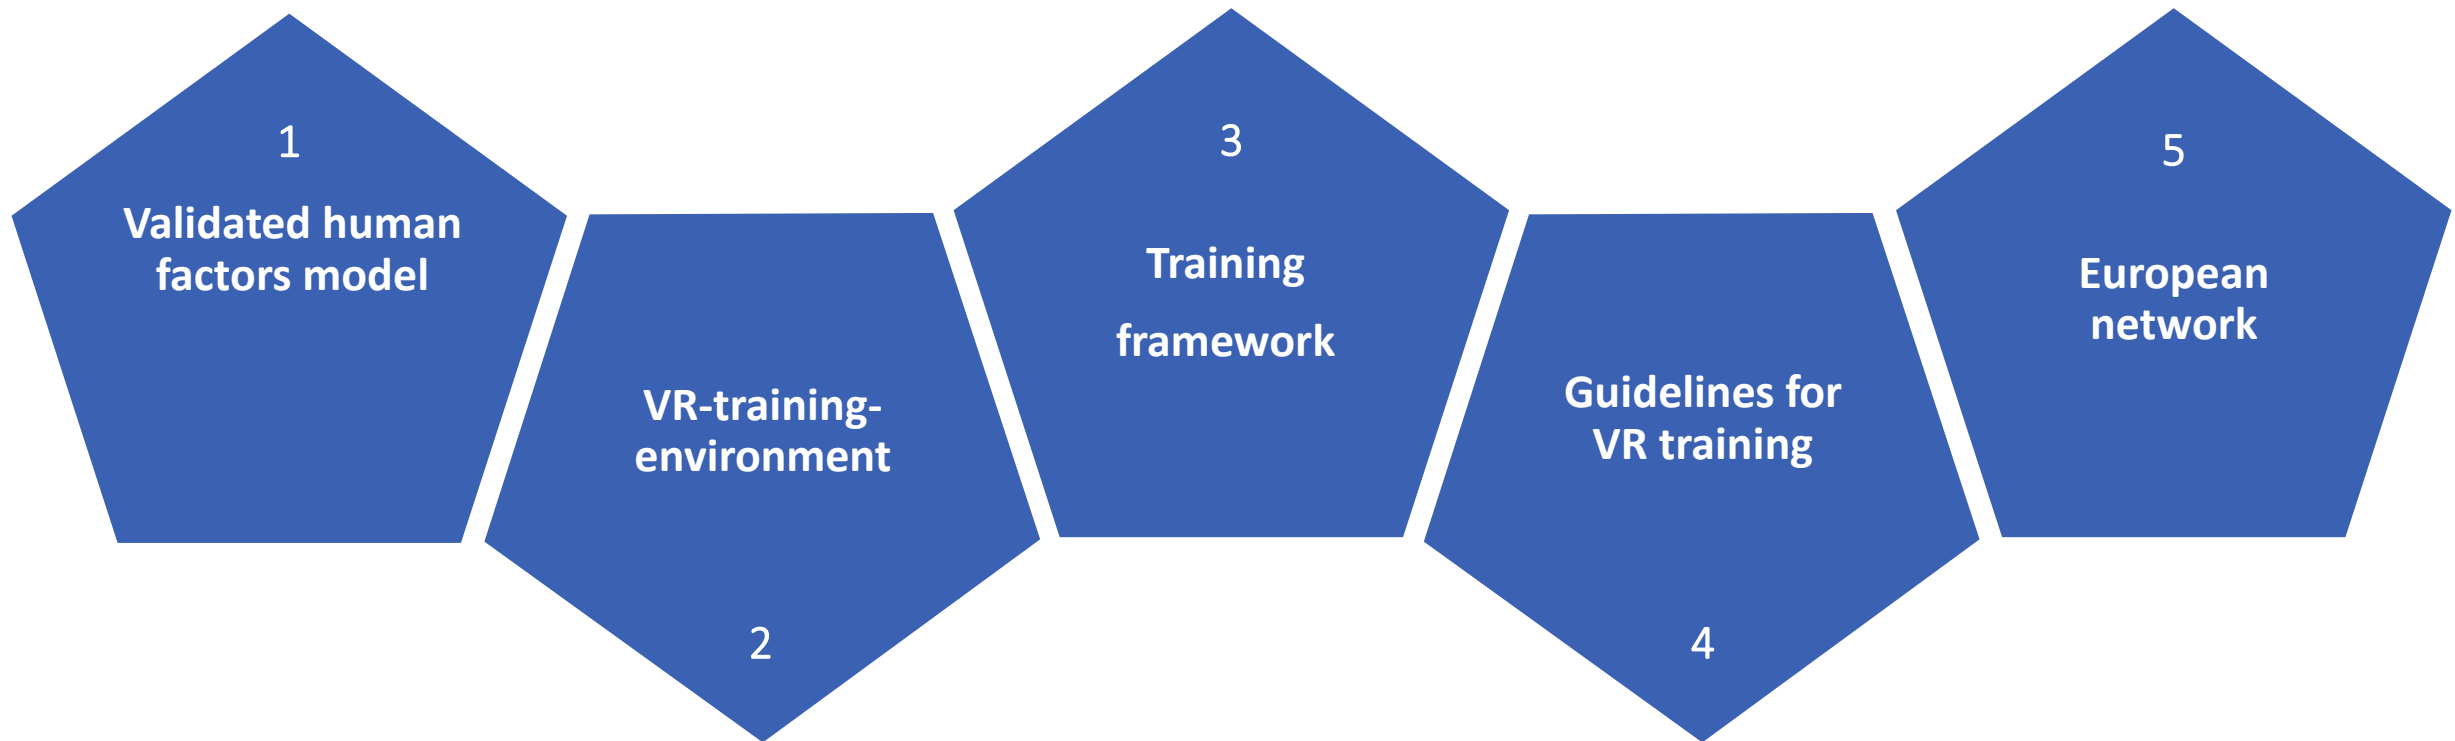 1
Validated human
factors model
VR-training-
environment
2
3
Training
framework
Guidelines for
VR training
4
5
European
network